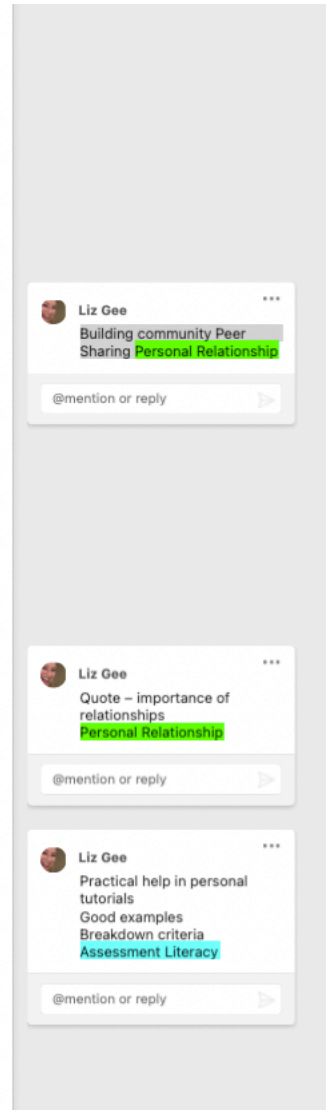 Liz Gee
Building community Peer
Sharing Personal Relationship
@mention or reply
Liz Gee
Quote – importance of
relationships
Personal Relationship
@mention or reply
Liz Gee
Practical help in personal
tutorials
Good examples
Breakdown criteria
Assessment Literacy
@mention or reply